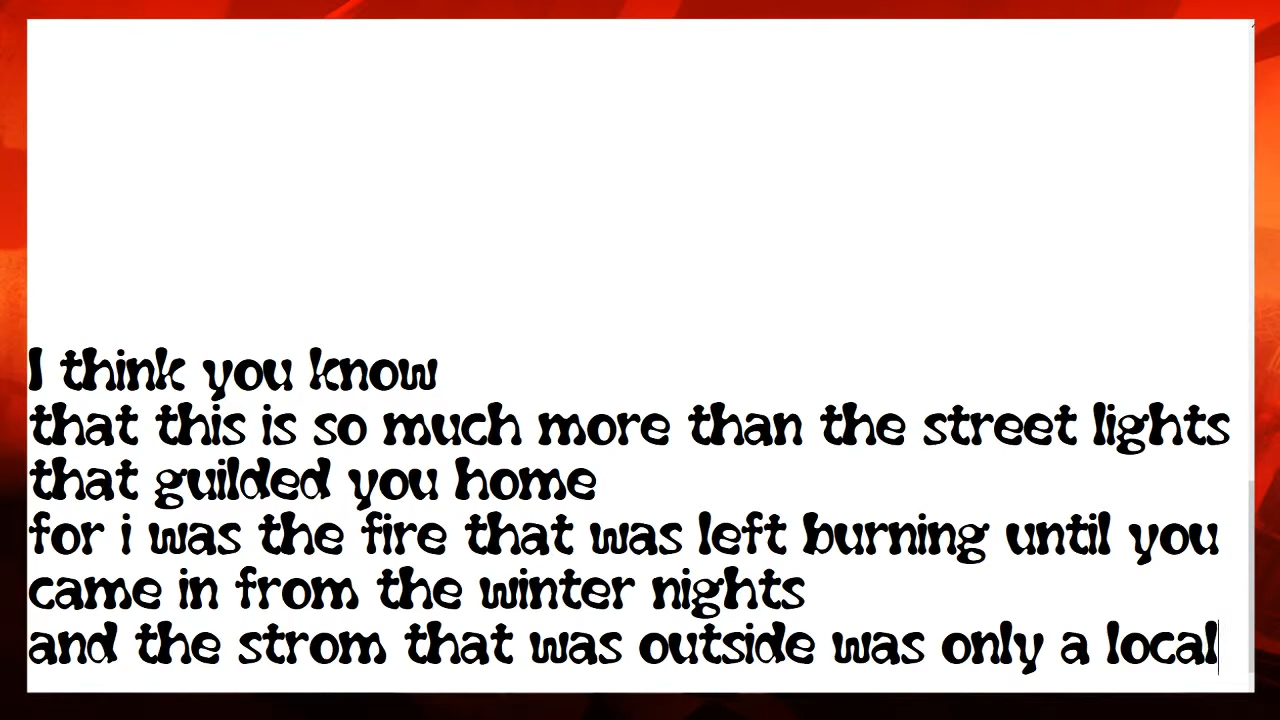 I think you know
that this is so much more than the street lights
that guilded you home
for i was the fire that was left burning until you
came in from the winter nights
and the strom that was outside was only a local